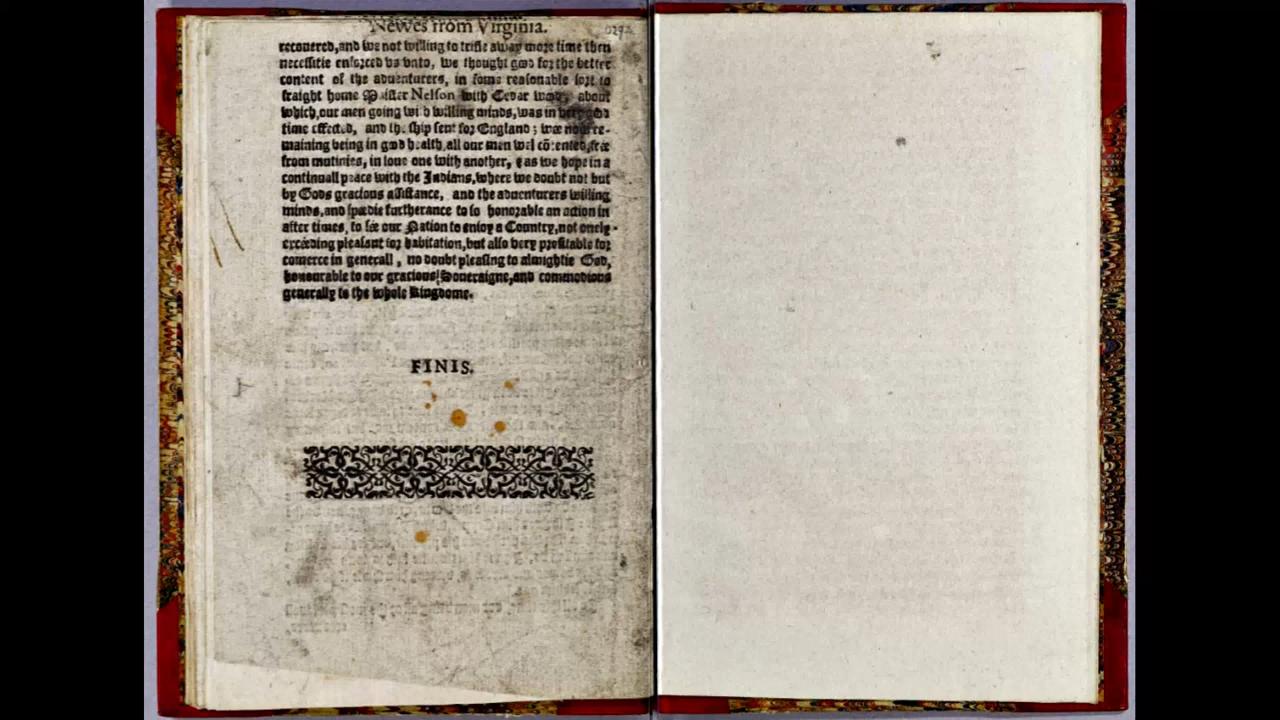 Newes from Virginia.
recouered, and we not willing to trifle away more time then
necessitie enforced vs vnto, we thought good for the better
content of the aduenturers, in some reasonable sort to
fraight home Maister Nelson with Cedar wood, about
which, our men going with willing minds, was in very good
time effected, and the ship sent for England; wee now re-
maining being in good health, all our men wel cõtented, free
from mutinies, in loue one with another, & as we hope in a
continuall peace with the Indians, where we doubt not but
by Gods gracious assistance, and the aduenturers willing
minds, and speedie furtherance to so honorable an action in
after times, to see our Nation to enioy a Country, not onely
exceeding pleasant for habitation, but also very profitable for
comerce in generall, no doubt pleasing to almightie God,
honourable to our gracious Soueraigne, and commodious
generally to the whole Kingdome.
FINIS.